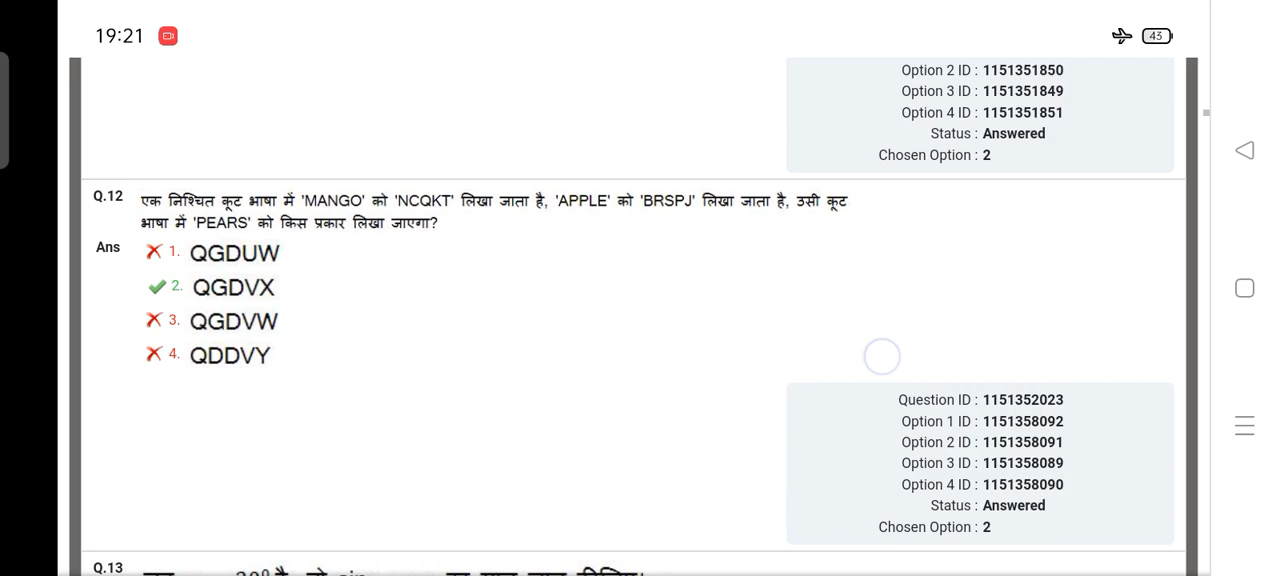 19:21
43
Option 2 ID : 1151351850
Option 3 ID : 1151351849
Option 4 ID : 1151351851
Status : Answered
Chosen Option : 2
Q.12 एक निश्चित कूट भाषा में 'MANGO' को 'NCQKT' लिखा जाता है, 'APPLE' को 'BRSPJ' लिखा जाता है, उसी कूट
भाषा में 'PEARS' को किस प्रकार लिखा जाएगा?
Ans 1. QGDUW
2. QGDVX
3. QGDVW
4. QDDVY
Question ID : 1151352023
Option 1 ID : 1151358092
Option 2 ID : 1151358091
Option 3 ID : 1151358089
Option 4 ID : 1151358090
Status : Answered
Chosen Option : 2
Q.13